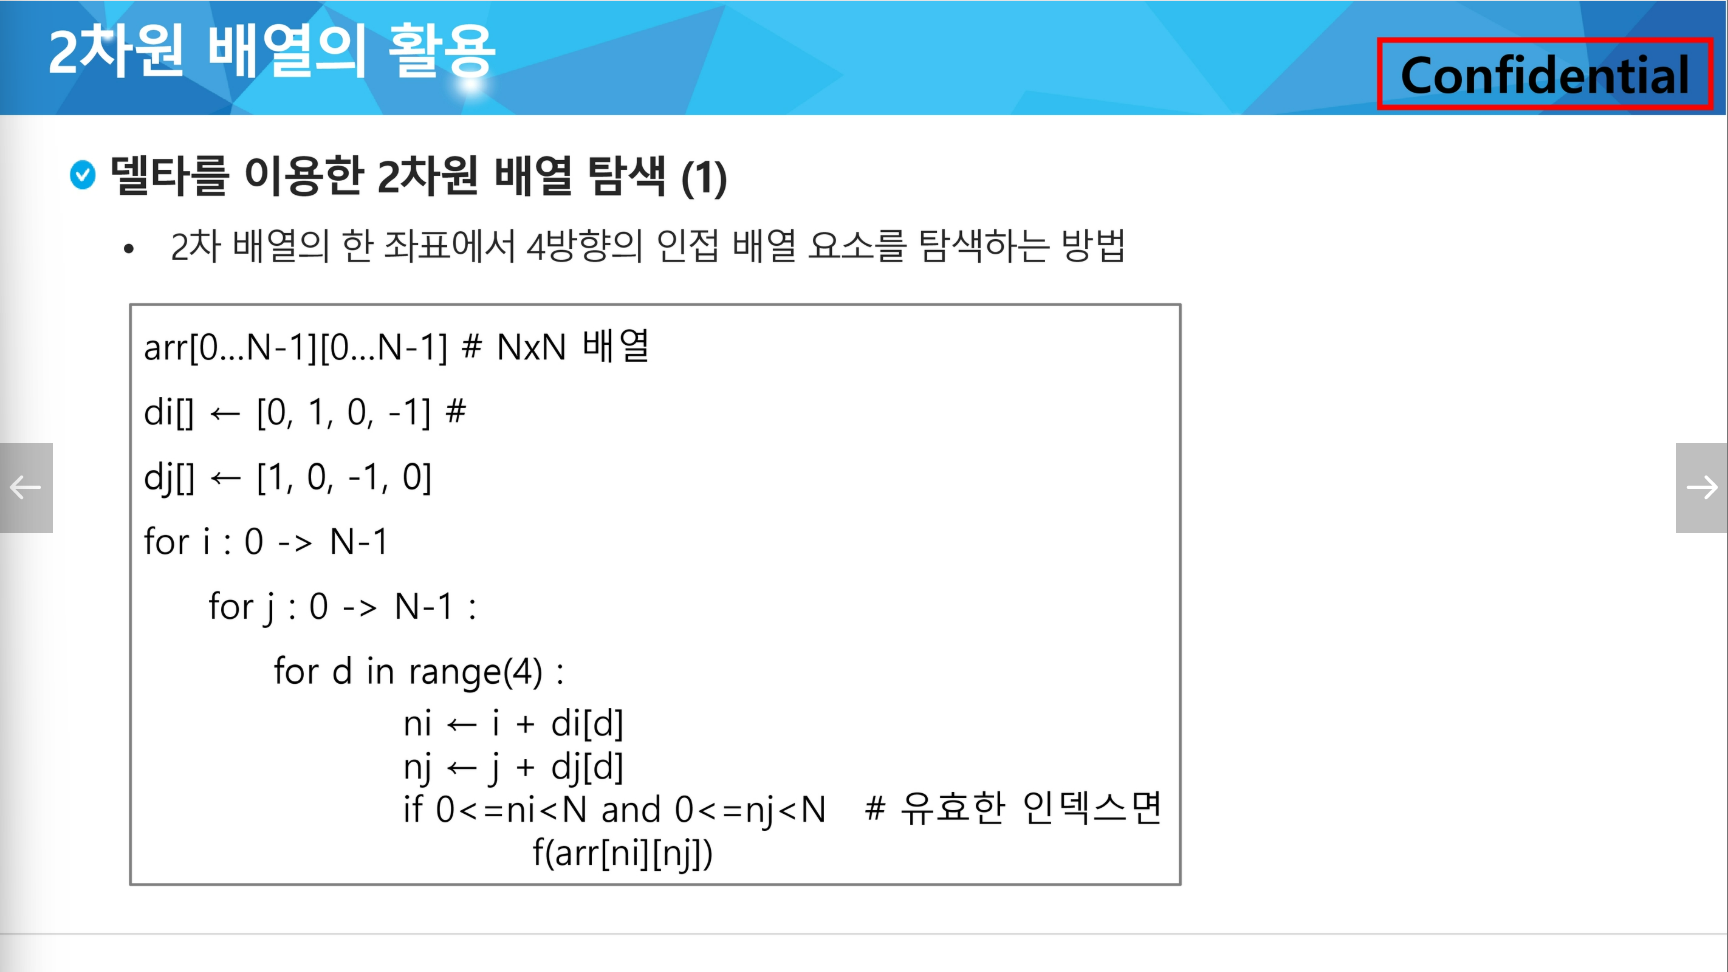 2차원 배열의 활용
Confidential
델타를 이용한 2차원 배열 탐색 (1)
• 2차 배열의 한 좌표에서 4방향의 인접 배열 요소를 탐색하는 방법
arr[0...N-1][0...N-1] # NxN 배열
di[] ← [0, 1, 0, -1] #
dj[] ← [1, 0, -1, 0]
for i : 0 -> N-1
for j : 0 -> N-1 :
for d in range(4) :
ni ← i + di[d]
nj ← j + dj[d]
if 0<=ni<N and 0<=nj<N # 유효한 인덱스면
f(arr[ni][nj])